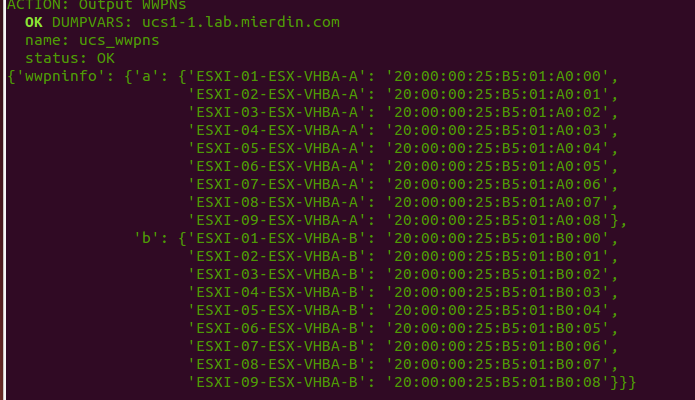 ACTION: Output WWPNs
OK DUMPVARS: ucs1-1.lab.mierdin.com
name: ucs_wwpns
status: OK
{'wwpninfo': {'a': {'ESXI-01-ESX-VHBA-A': '20:00:00:25:B5:01:A0:00',
'ESXI-02-ESX-VHBA-A': '20:00:00:25:B5:01:A0:01',
'ESXI-03-ESX-VHBA-A': '20:00:00:25:B5:01:A0:02',
'ESXI-04-ESX-VHBA-A': '20:00:00:25:B5:01:A0:03',
'ESXI-05-ESX-VHBA-A': '20:00:00:25:B5:01:A0:04',
'ESXI-06-ESX-VHBA-A': '20:00:00:25:B5:01:A0:05',
'ESXI-07-ESX-VHBA-A': '20:00:00:25:B5:01:A0:06',
'ESXI-08-ESX-VHBA-A': '20:00:00:25:B5:01:A0:07',
'ESXI-09-ESX-VHBA-A': '20:00:00:25:B5:01:A0:08'},
'b': {'ESXI-01-ESX-VHBA-B': '20:00:00:25:B5:01:B0:00',
'ESXI-02-ESX-VHBA-B': '20:00:00:25:B5:01:B0:01',
'ESXI-03-ESX-VHBA-B': '20:00:00:25:B5:01:B0:02',
'ESXI-04-ESX-VHBA-B': '20:00:00:25:B5:01:B0:03',
'ESXI-05-ESX-VHBA-B': '20:00:00:25:B5:01:B0:04',
'ESXI-06-ESX-VHBA-B': '20:00:00:25:B5:01:B0:05',
'ESXI-07-ESX-VHBA-B': '20:00:00:25:B5:01:B0:06',
'ESXI-08-ESX-VHBA-B': '20:00:00:25:B5:01:B0:07',
'ESXI-09-ESX-VHBA-B': '20:00:00:25:B5:01:B0:08'}}}